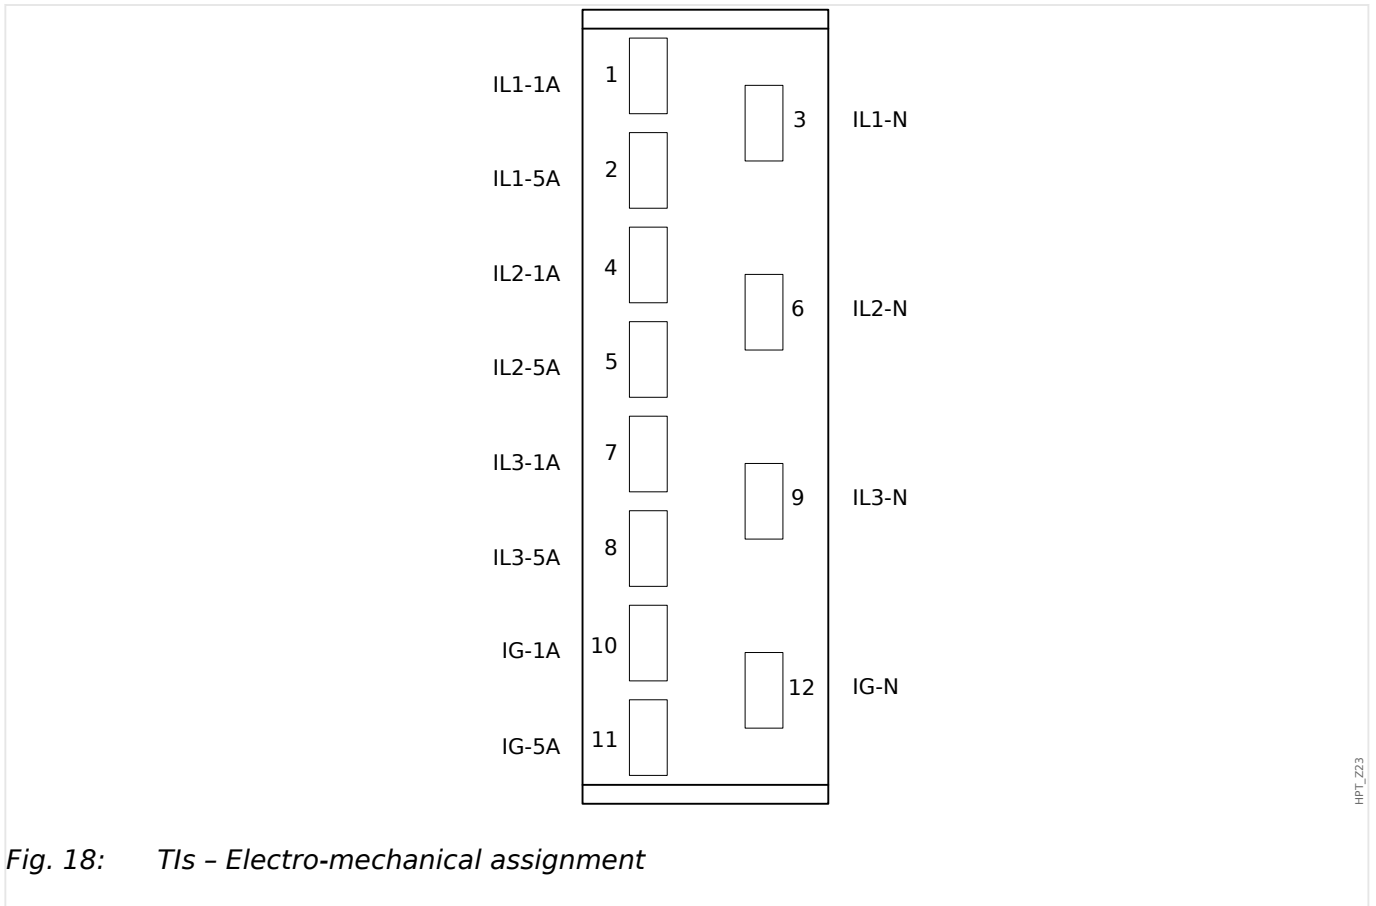 IL1-1A 1
3 IL1-N
IL1-5A 2
IL2-1A 4
6 IL2-N
IL2-5A 5
IL3-1A 7
9 IL3-N
IL3-5A 8
IG-1A 10
12 IG-N
IG-5A 11
HPT_Z23
Fig. 18: TIs – Electro-mechanical assignment